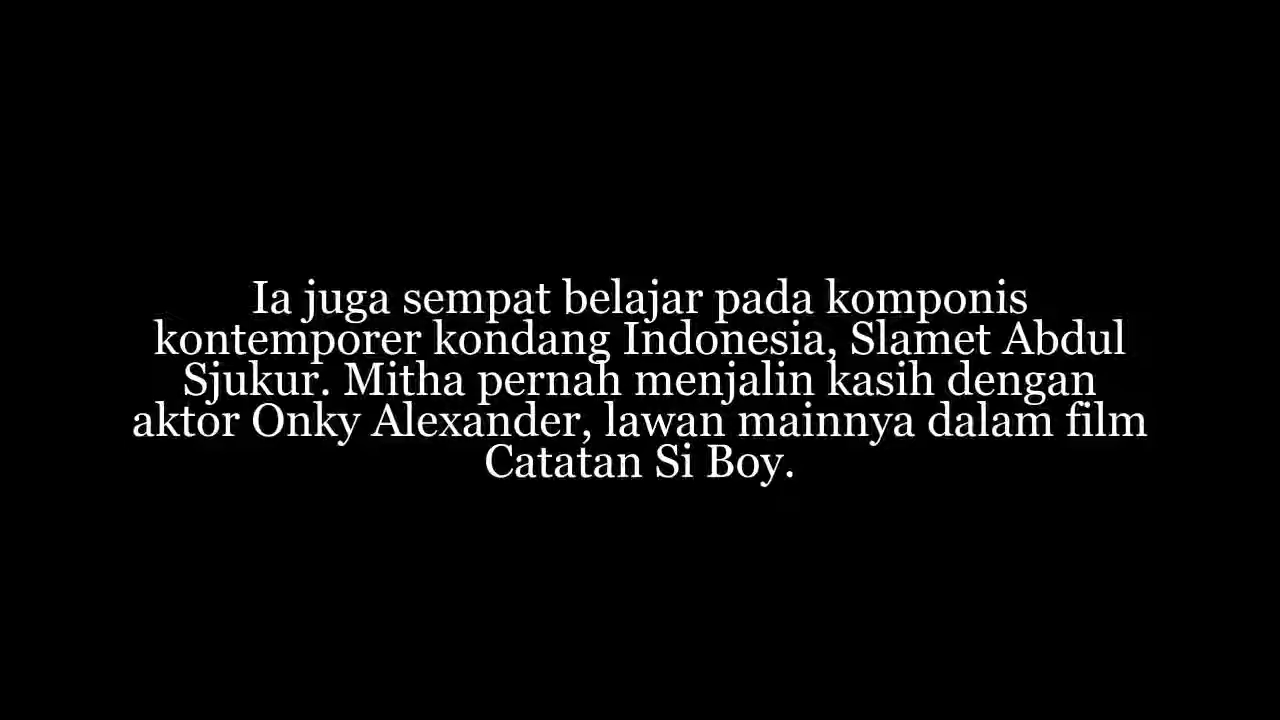 Ia juga sempat belajar pada komponis
kontemporer kondang Indonesia, Slamet Abdul
Sjukur. Mitha pernah menjalin kasih dengan
aktor Onky Alexander, lawan mainnya dalam film
Catatan Si Boy.